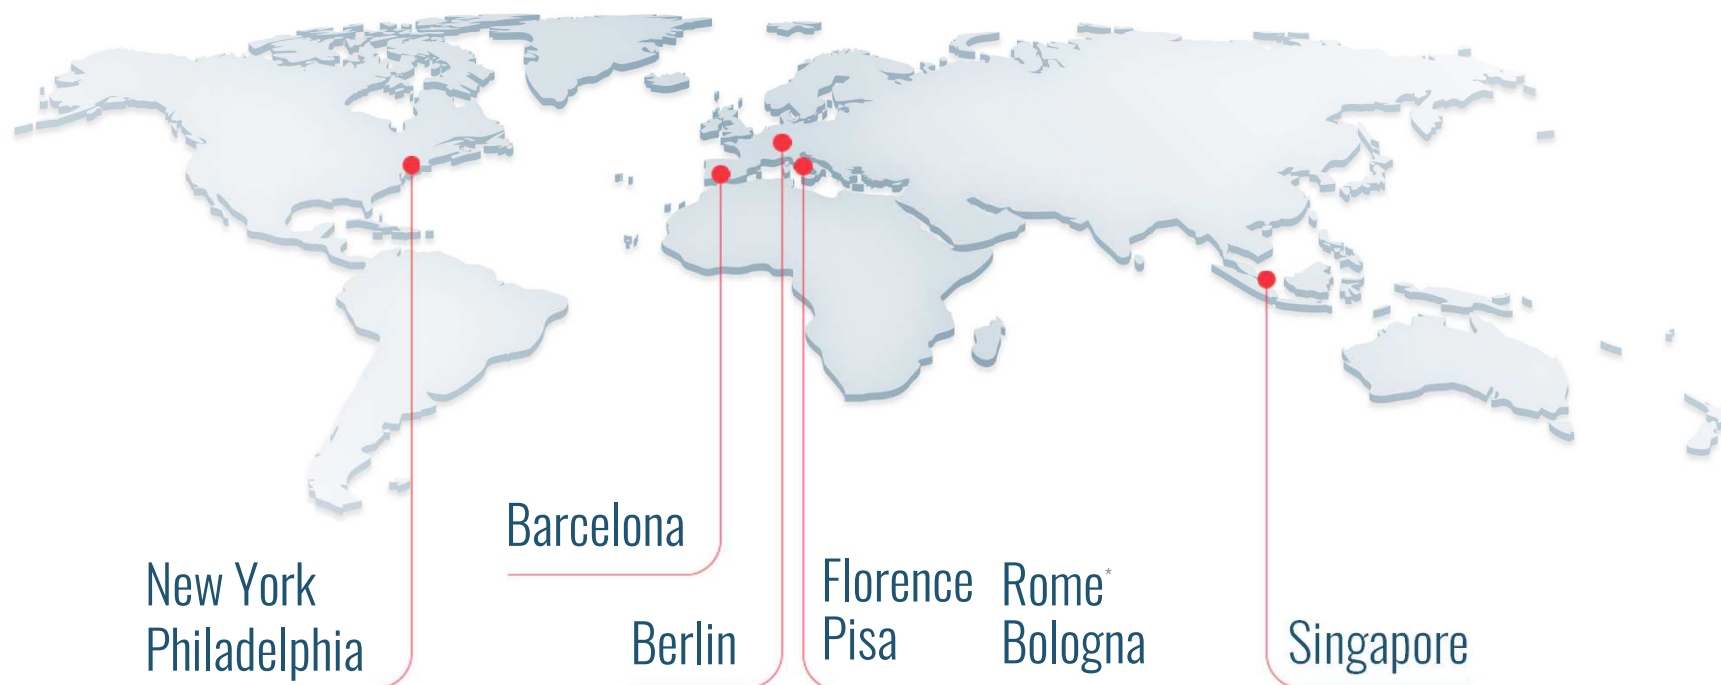 Barcelona
New York
Philadelphia
Berlin
Florence
Pisa
Rome*
Bologna
Singapore